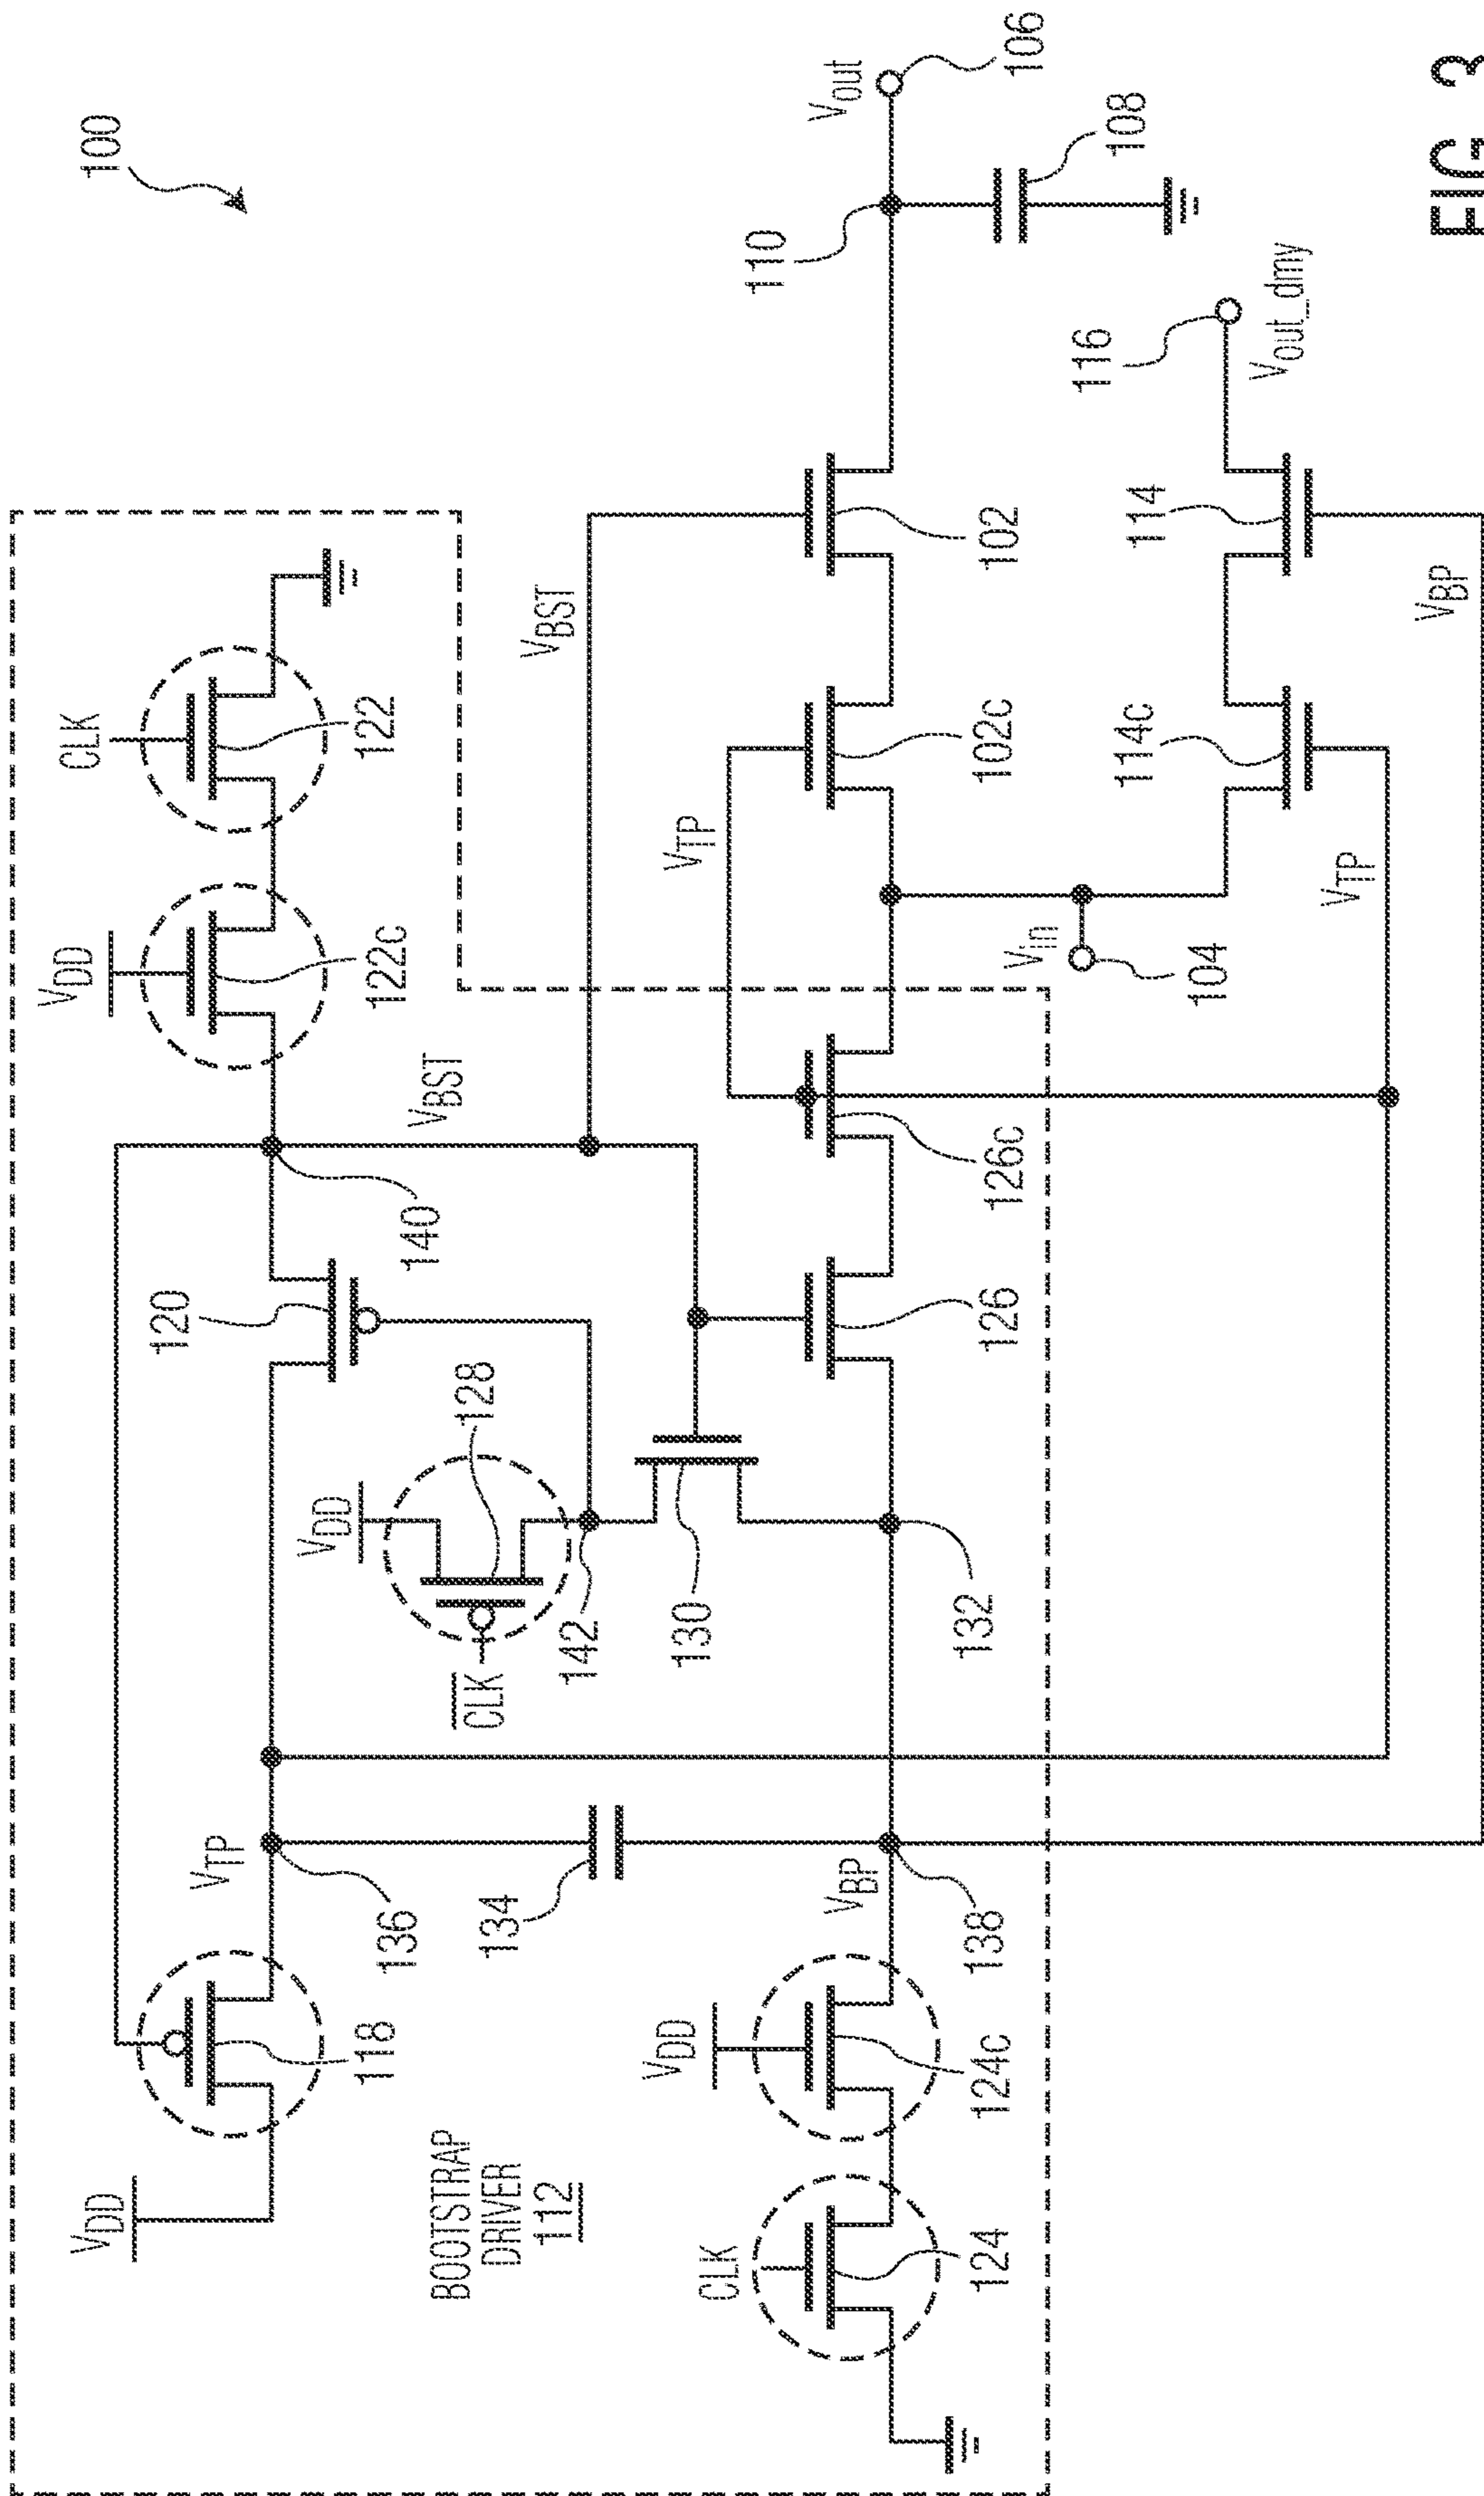 100
V_DD
118
V_TP
136
120
140
V_DD
122c
CLK
122
BOOTSTRAP
DRIVER
112
134
CLK
V_DD
128
142
V_BST
V_BST
130
CLK
124
V_DD
124c
V_BP
138
132
126
126c
V_TP
102c
102
110
V_out
106
108
V_in
104
114c
114
116
V_out_dmy
V_TP
V_BP
FIG. 3